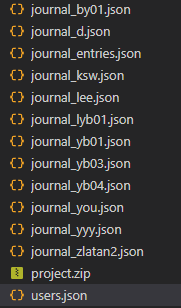 journal_by01.json
journal_d.json
journal_entries.json
journal_ksw.json
journal_lee.json
journal_lyb01.json
journal_yb01.json
journal_yb03.json
journal_yb04.json
journal_you.json
journal_yyy.json
journal_zlatan2.json
project.zip
users.json